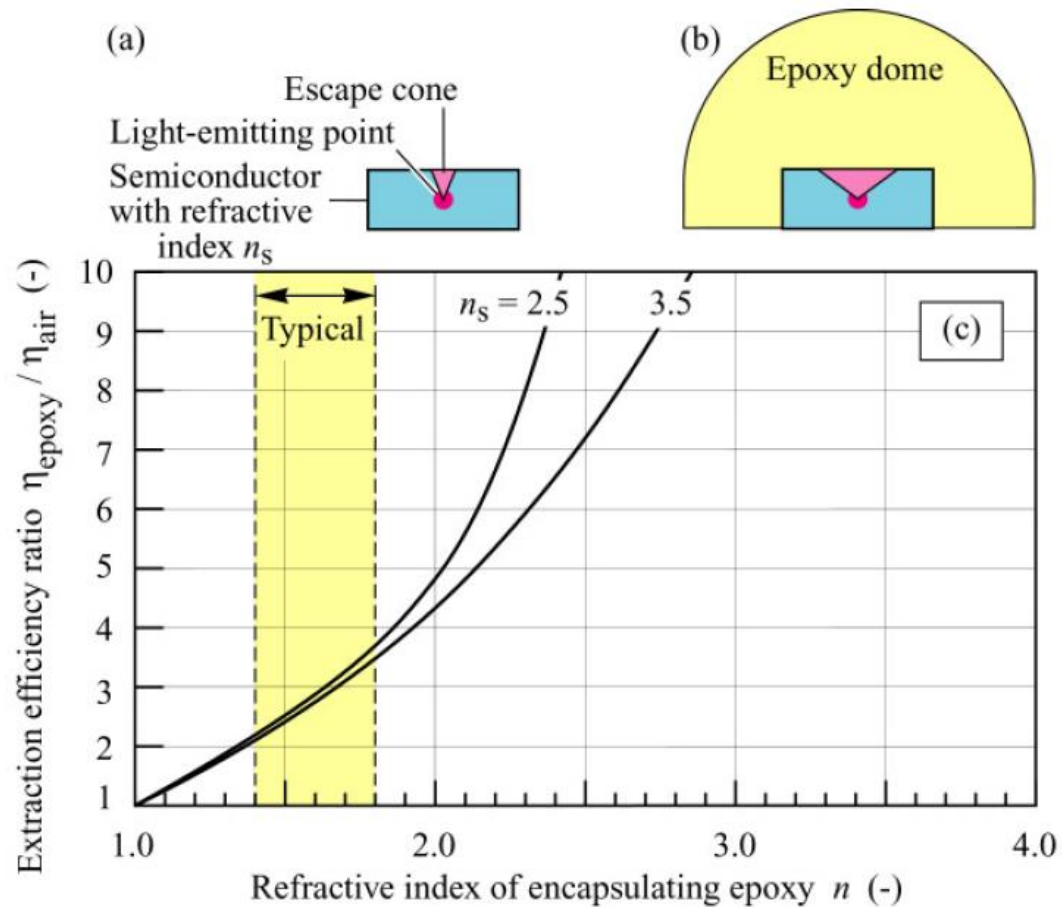 (a)
Escape cone
Light-emitting point
Semiconductor
with refractive
index nₛ
(b)
Epoxy dome
Extraction efficiency ratio η_epoxy / η_air (-)
10
9
8
7
6
5
4
3
2
1
Typical
nₛ = 2.5
3.5
(c)
1.0
2.0
3.0
4.0
Refractive index of encapsulating epoxy n (-)